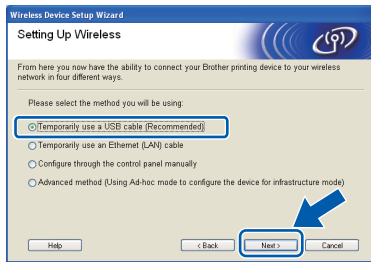 Wireless Device Setup Wizard
Setting Up Wireless
From here you now have the ability to connect your Brother printing device to your wireless
network in four different ways.
Please select the method you will be using:
Temporarily use a USB cable (Recommended)
Temporarily use an Ethernet (LAN) cable
Configure through the control panel manually
Advanced method (Using Ad-hoc mode to configure the device for infrastructure mode)
Help
< Back
Next >
Cancel